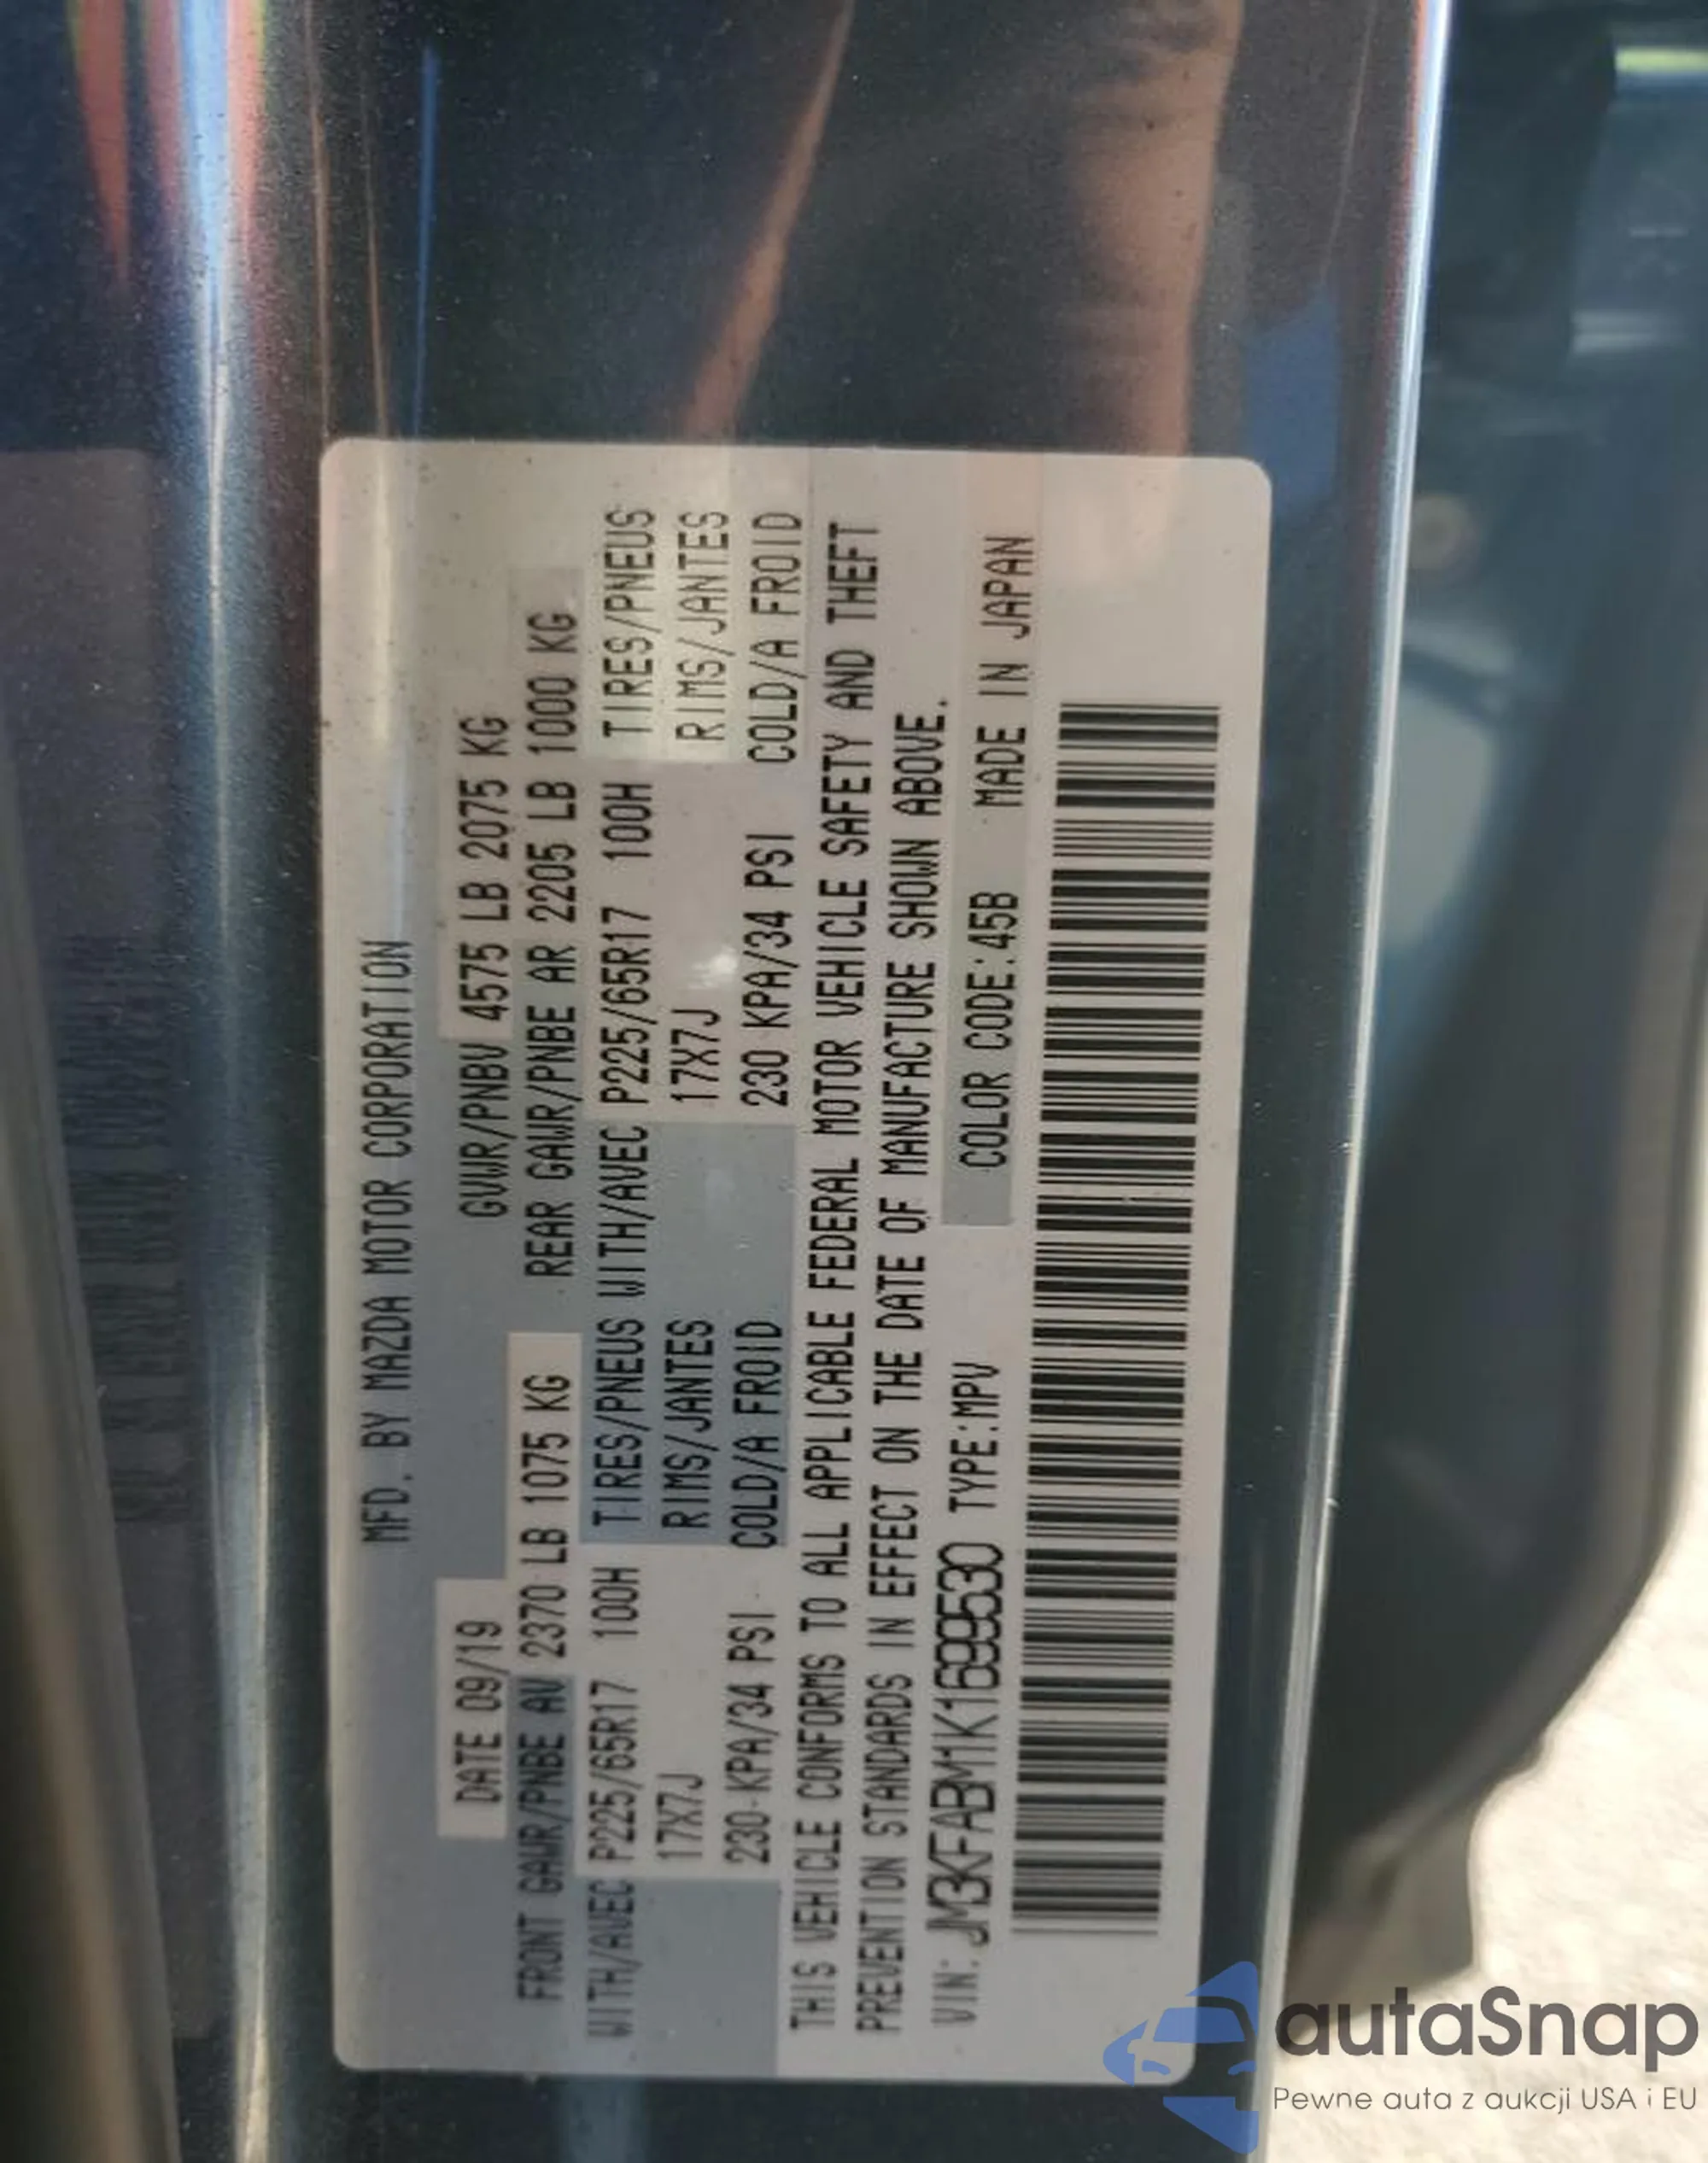 MFD. BY MAZDA MOTOR CORPORATION
DATE 09/19 GVWR/PNBV 4575 LB 2075 KG
FRONT GAWR/PNBE AV 2370 LB 1075 KG REAR GAWR/PNBE AR 2205 LB 1000 KG
WITH/AVEC P225/65R17 100H TIRES/PNEUS WITH/AVEC P225/65R17 100H TIRES/PNEUS
17X7J RIMS/JANTES 17X7J RIMS/JANTES
230 KPA/34 PSI COLD/A FROID 230 KPA/34 PSI COLD/A FROID
THIS VEHICLE CONFORMS TO ALL APPLICABLE FEDERAL MOTOR VEHICLE SAFETY AND THEFT
PREVENTION STANDARDS IN EFFECT ON THE DATE OF MANUFACTURE SHOWN ABOVE.
VIN: JM3KFABM1K1699530 TYPE:MPV COLOR CODE:45B MADE IN JAPAN
autaSnap
Pewne auta z aukcji USA i EU